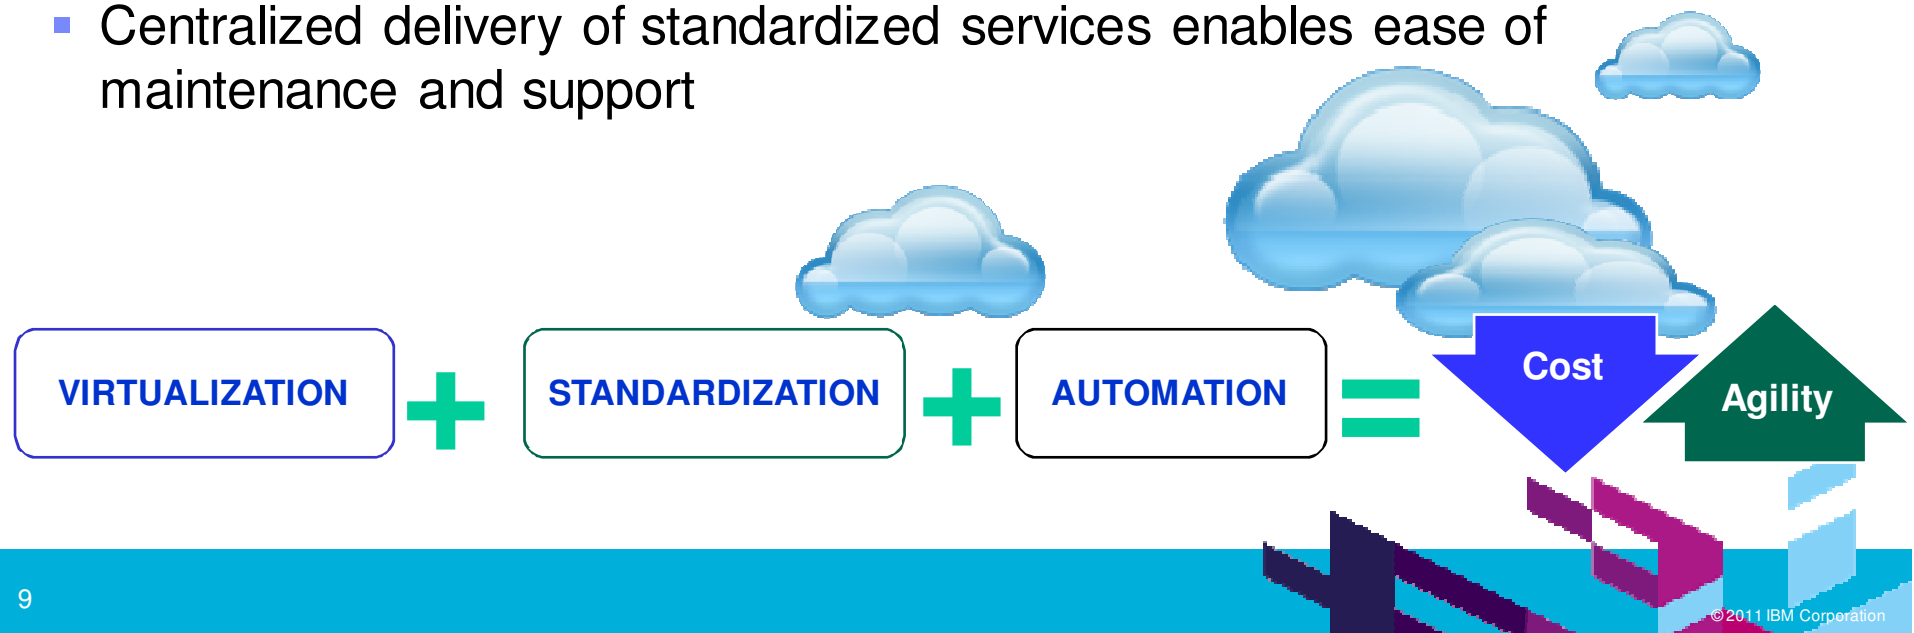 Centralized delivery of standardized services enables ease of
maintenance and support
VIRTUALIZATION + STANDARDIZATION + AUTOMATION = Cost Agility
9
©2011 IBM Corporation